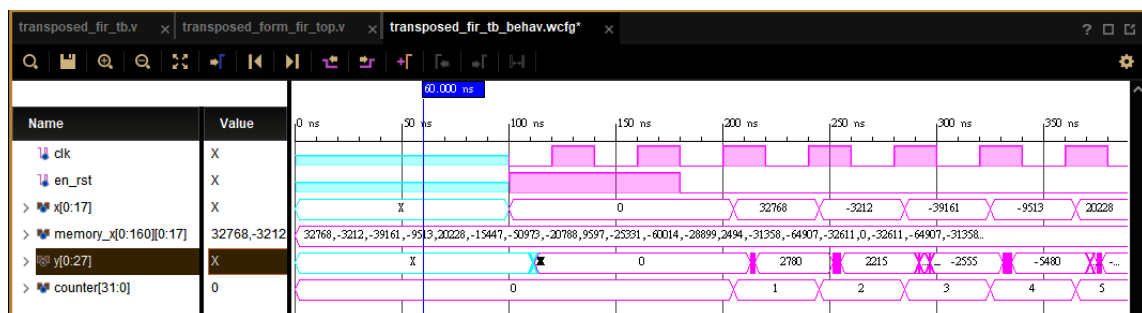 transposed_fir_tb.v × transposed_form_fir_top.v × transposed_fir_tb_behav.wcfg* × ?
60.000 ns
Name Value 0 ns 50 ns 100 ns 150 ns 200 ns 250 ns 300 ns 350 ns
clk X
en_rst X
x[0:17] X X 0 32768 -3212 -39161 -9513 20228
memory_x[0:160][0:17] 32768,-3212 32768,-3212,-39161,-9513,20228,-15447,-50973,-20788,9597,-25331,-60014,-28899,2494,-31358,-64907,-32611,0,-32611,-64907,-31358...
y[0:27] X X 0 2780 2215 ... -2555 -5480 -...
counter[31:0] 0 0 1 2 3 4 5